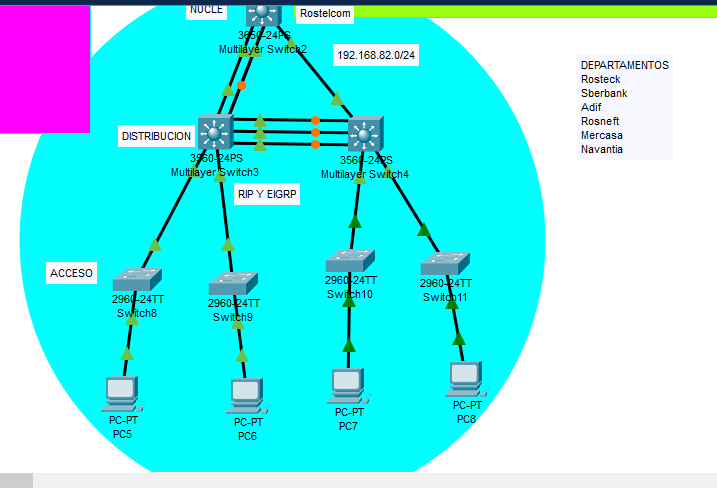 NUCLE
Rostelcom
3650-24PS
Multilayer Switch2
192.168.82.0/24
DEPARTAMENTOS
Rosteck
Sberbank
Adif
Rosneft
Mercasa
Navantia
DISTRIBUCION
3560-24PS
Multilayer Switch3
3560-24PS
Multilayer Switch4
RIP Y EIGRP
ACCESO
2960-24TT
Switch8
2960-24TT
Switch9
2960-24TT
Switch10
2960-24TT
Switch11
PC-PT
PC5
PC-PT
PC6
PC-PT
PC7
PC-PT
PC8